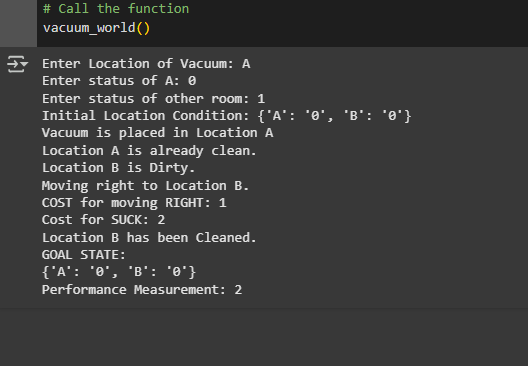 # Call the function
vacuum_world()
Enter Location of Vacuum: A
Enter status of A: 0
Enter status of other room: 1
Initial Location Condition: {'A': '0', 'B': '0'}
Vacuum is placed in Location A
Location A is already clean.
Location B is Dirty.
Moving right to Location B.
COST for moving RIGHT: 1
Cost for SUCK: 2
Location B has been Cleaned.
GOAL STATE:
{'A': '0', 'B': '0'}
Performance Measurement: 2